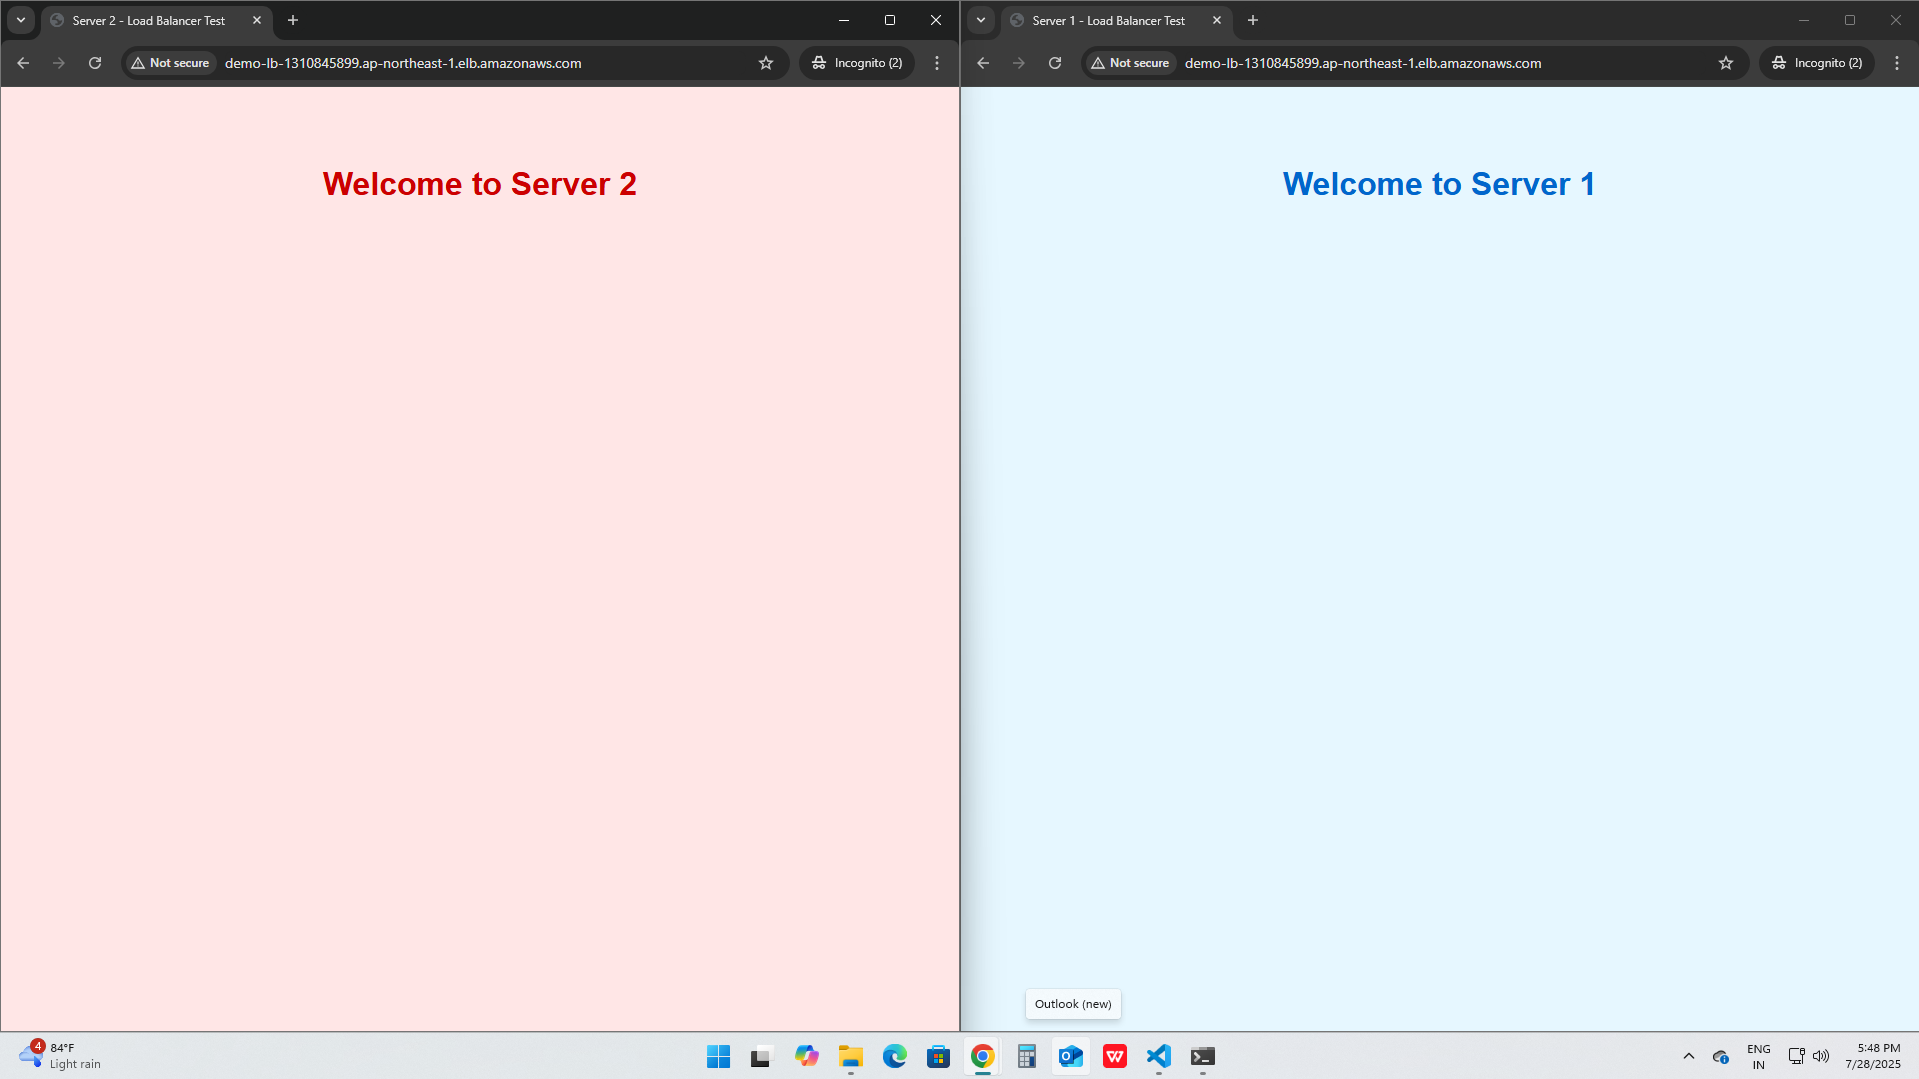 Server 2 - Load Balancer Test
Not secure
demo-lb-1310845899.ap-northeast-1.elb.amazonaws.com
Incognito (2)
Welcome to Server 2
Server 1 - Load Balancer Test
Not secure
demo-lb-1310845899.ap-northeast-1.elb.amazonaws.com
Incognito (2)
Welcome to Server 1
Outlook (new)
4
84°F
Light rain
ENG
IN
5:48 PM
7/28/2025